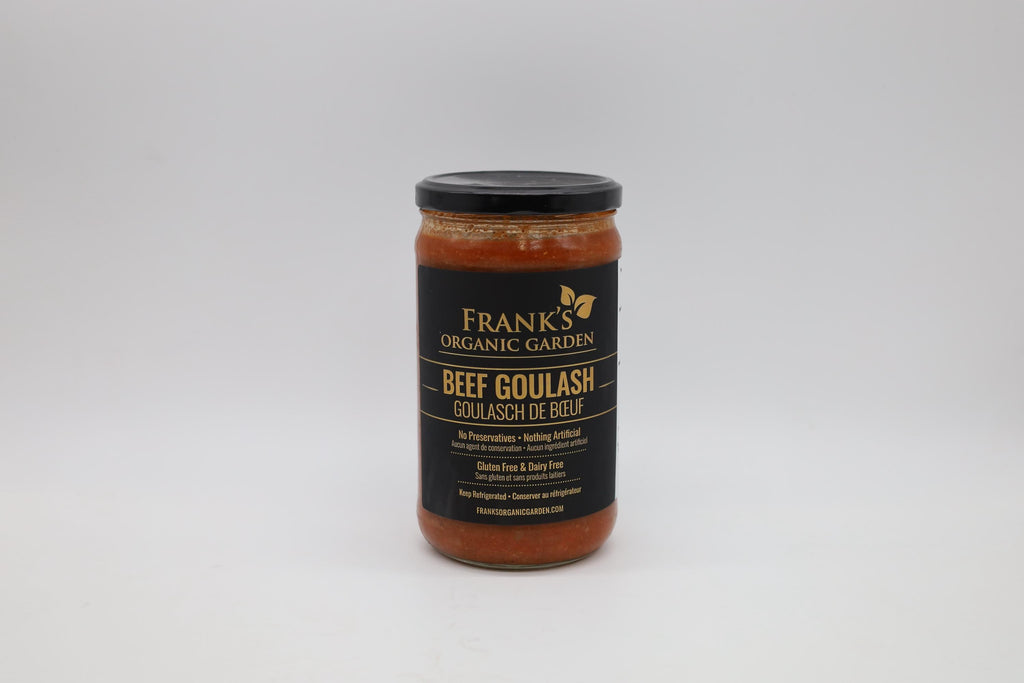 FRANK'S
ORGANIC GARDEN
BEEF GOULASH
GOULASCH DE BŒUF
No Preservatives • Nothing Artificial
Aucun agent de conservation • Aucun ingrédient artificiel
Gluten Free & Dairy Free
Sans gluten et sans produits laitiers
Keep Refrigerated • Conserver au réfrigérateur
FRANKSORGANICGARDEN.COM